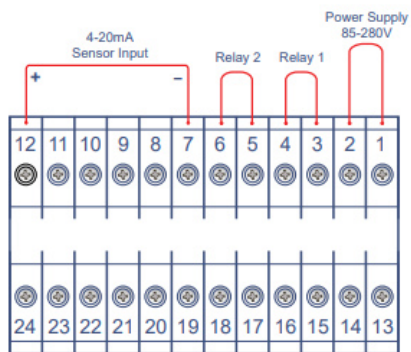 Power Supply
85-280V
4-20mA
Sensor Input
Relay 2
Relay 1
+
–
12 11 10 9 8 7 6 5 4 3 2 1
24 23 22 21 20 19 18 17 16 15 14 13